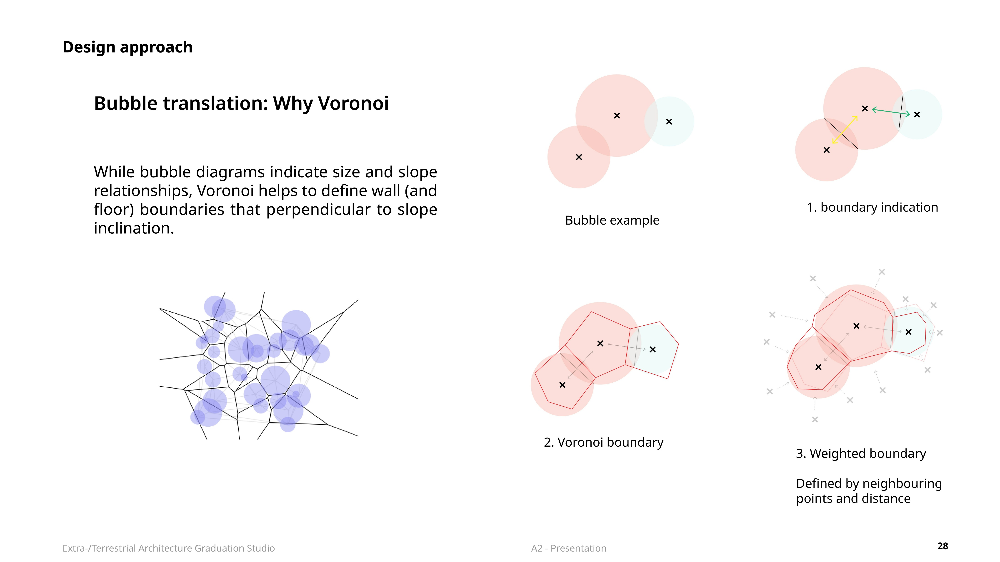 Design approach
Bubble translation: Why Voronoi
While bubble diagrams indicate size and slope
relationships, Voronoi helps to define wall (and
floor) boundaries that perpendicular to slope
inclination.
Bubble example
1. boundary indication
2. Voronoi boundary
3. Weighted boundary
Defined by neighbouring
points and distance
Extra-/Terrestrial Architecture Graduation Studio
A2 - Presentation
28